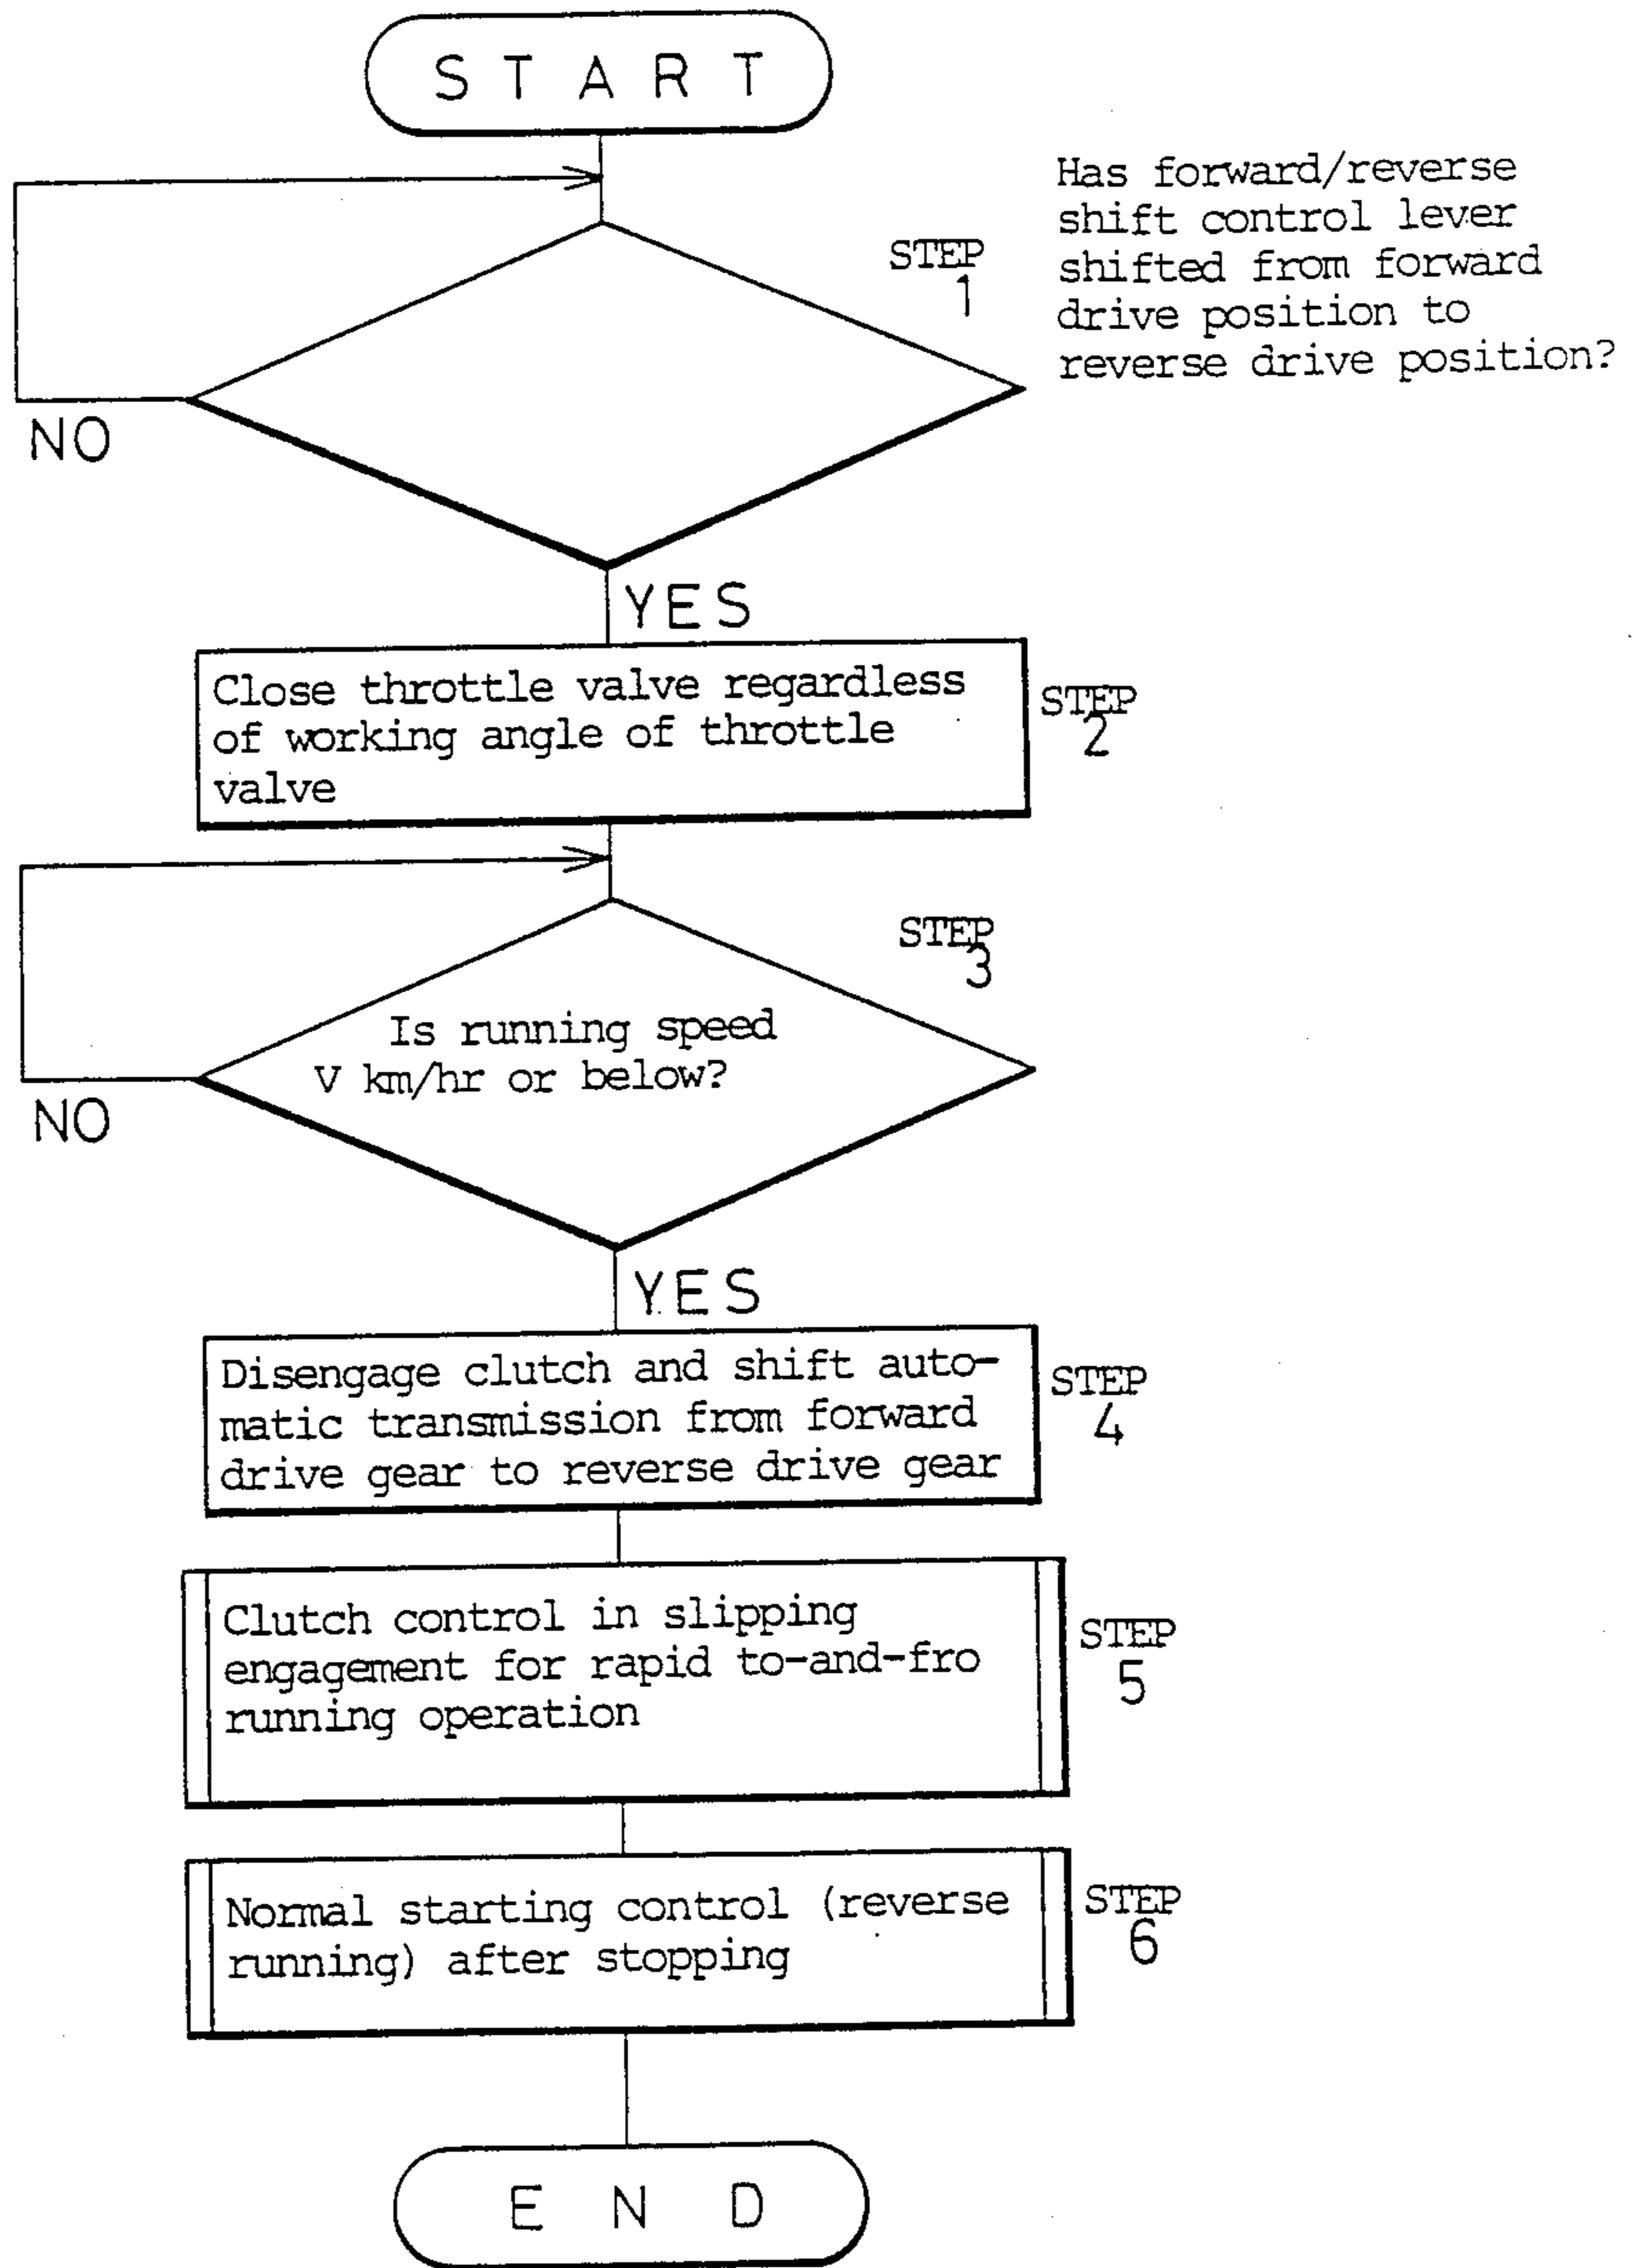 START
Has forward/reverse
shift control lever
shifted from forward
drive position to
reverse drive position?
STEP
1
NO
YES
Close throttle valve regardless
of working angle of throttle
valve
STEP
2
STEP
3
Is running speed
V km/hr or below?
NO
YES
Disengage clutch and shift auto-
matic transmission from forward
drive gear to reverse drive gear
STEP
4
Clutch control in slipping
engagement for rapid to-and-fro
running operation
STEP
5
Normal starting control (reverse
running) after stopping
STEP
6
END